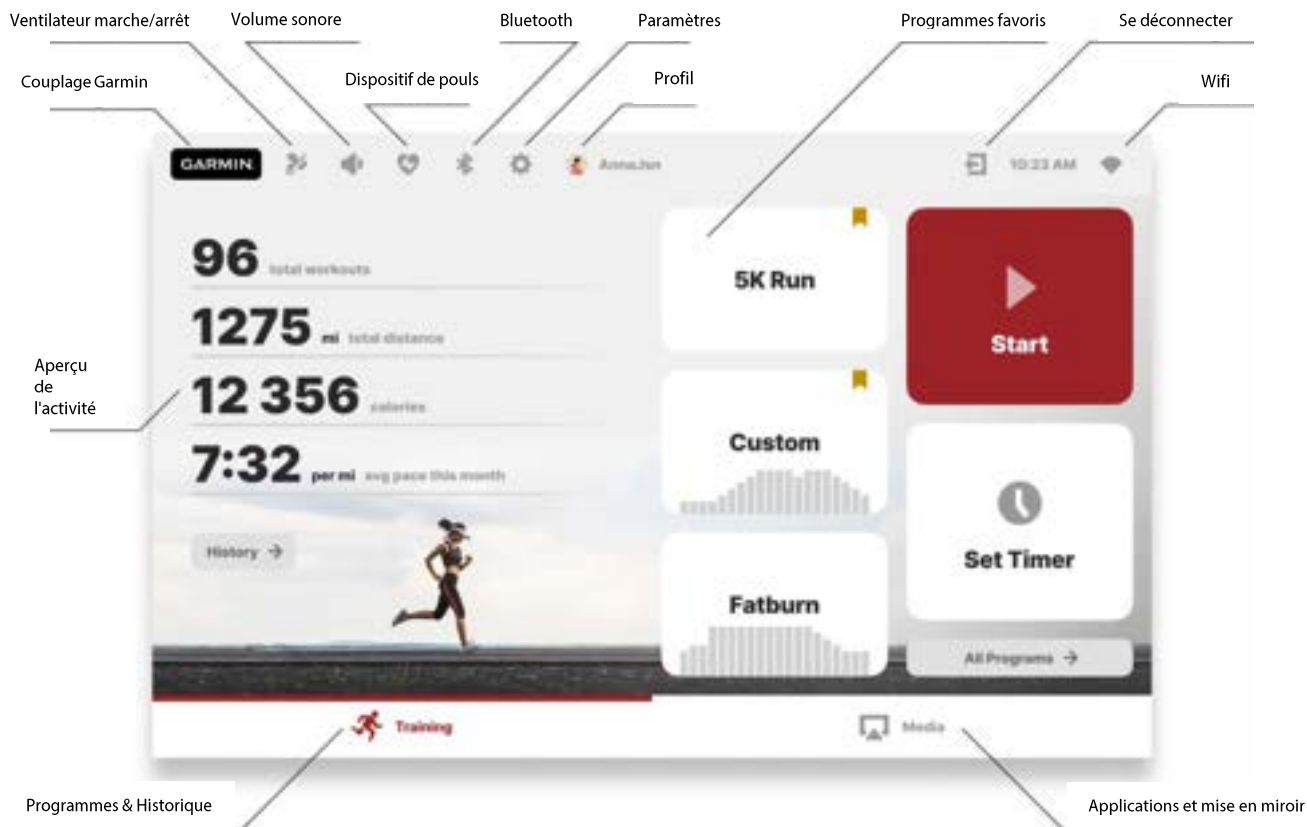 Ventilateur marche/arrêt
Volume sonore
Bluetooth
Paramètres
Programmes favoris
Se déconnecter
Couplage Garmin
Dispositif de pouls
Profil
Wifi
GARMIN
AnnaJon
10:23 AM
96 total workouts
1275 mi total distance
12 356 calories
7:32 per mi avg pace this month
History
Aperçu
de
l'activité
5K Run
Custom
Fatburn
Start
Set Timer
All Programs
Training
Media
Programmes & Historique
Applications et mise en miroir